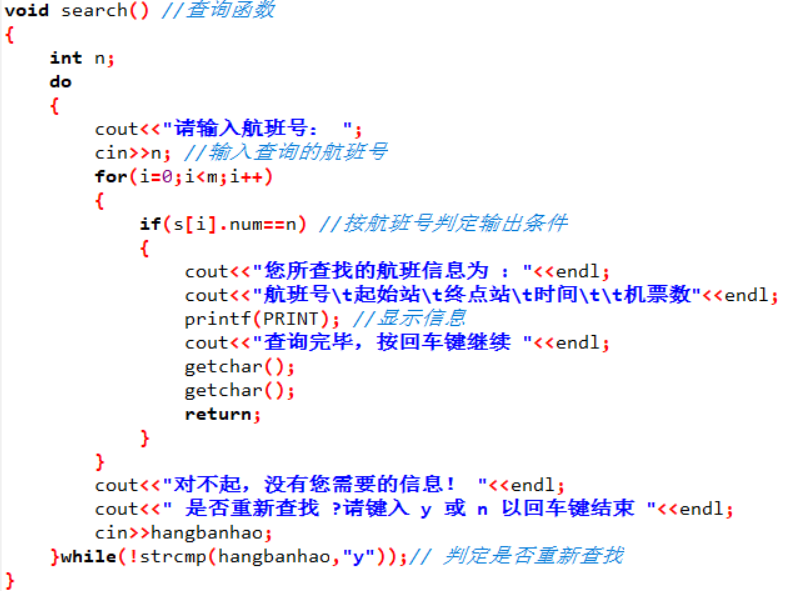 void search() //查询函数
{
    int n;
    do
    {
        cout<<"请输入航班号： ";
        cin>>n; //输入查询的航班号
        for(i=0;i<m;i++)
        {
            if(s[i].num==n) //按航班号判定输出条件
            {
                cout<<"您所查找的航班信息为 ："<<endl;
                cout<<"航班号\t起始站\t终点站\t时间\t\t机票数"<<endl;
                printf(PRINT); //显示信息
                cout<<"查询完毕，按回车键继续 "<<endl;
                getchar();
                getchar();
                return;
            }
        }
        cout<<"对不起，没有您需要的信息！ "<<endl;
        cout<<" 是否重新查找 ?请键入 y 或 n 以回车键结束 "<<endl;
        cin>>hangbanhao;
    }while(!strcmp(hangbanhao,"y"));// 判定是否重新查找
}